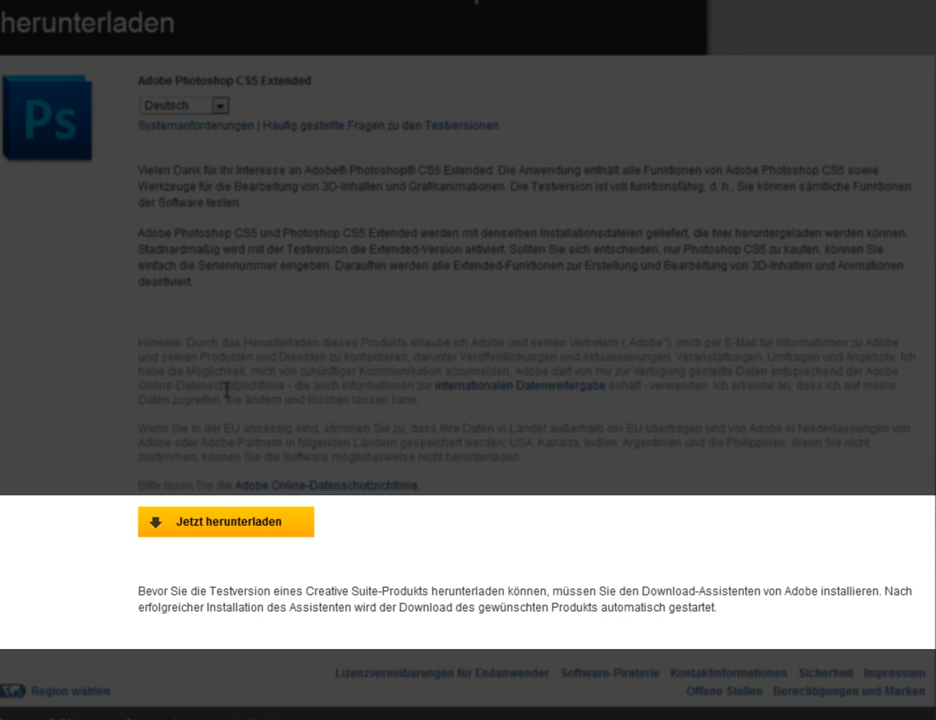 herunterladen
Ps
Adobe Photoshop CS5 Extended
Deutsch
Systemanforderungen | Häufig gestellte Fragen zu den Testversionen
Vielen Dank für Ihr Interesse an Adobe® Photoshop® CS5 Extended. Die Anwendung enthält alle Funktionen von Adobe Photoshop CS5 sowie
Werkzeuge für die Bearbeitung von 3D-Inhalten und Grafikanimationen. Die Testversion ist voll funktionsfähig, d. h., Sie können sämtliche Funktionen
der Software testen.
Adobe Photoshop CS5 und Photoshop CS5 Extended werden mit denselben Installationsdateien geliefert, die hier heruntergeladen werden können.
Stadnardmäßig wird mit der Testversion die Extended-Version aktiviert. Sollten Sie sich entscheiden, nur Photoshop CS5 zu kaufen, können Sie
einfach die Seriennummer eingeben. Daraufhin werden alle Extended-Funktionen zur Erstellung und Bearbeitung von 3D-Inhalten und Animationen
deaktiviert.
Hinweis: Durch das Herunterladen dieses Produkts erlaube ich Adobe und seinen Vertretern („Adobe"), mich per E-Mail für Informationen zu Adobe
und seinen Produkten und Diensten zu kontaktieren, darunter Veröffentlichungen und Aktualisierungen, Veranstaltungen, Umfragen und Angebote. Ich
habe die Möglichkeit, mich von zukünftiger Kommunikation abzumelden. Adobe darf von mir zur Verfügung gestellte Daten entsprechend der Adobe
Online-Datenschutzrichtlinie - die auch Informationen zur internationalen Datenweitergabe enthält - verwenden. Ich erkenne an, dass ich auf meine
Daten zugreifen, sie ändern und löschen lassen kann.
Wenn Sie in der EU ansässig sind, stimmen Sie zu, dass Ihre Daten in Länder außerhalb der EU übertragen und von Adobe in Niederlassungen von
Adobe oder Adobe-Partnern in folgenden Ländern gespeichert werden: USA, Kanada, Indien, Argentinien und die Philippinen. Wenn Sie nicht
zustimmen, können Sie die Software möglicherweise nicht herunterladen.
Bitte lesen Sie die Adobe Online-Datenschutzrichtlinie
Jetzt herunterladen
Bevor Sie die Testversion eines Creative Suite-Produkts herunterladen können, müssen Sie den Download-Assistenten von Adobe installieren. Nach
erfolgreicher Installation des Assistenten wird der Download des gewünschten Produkts automatisch gestartet.
Lizenzvereinbarungen für Endanwender Software-Piraterie Kontaktinformationen Sicherheit Impressum
Region wählen
Offene Stellen Berechtigungen und Marken